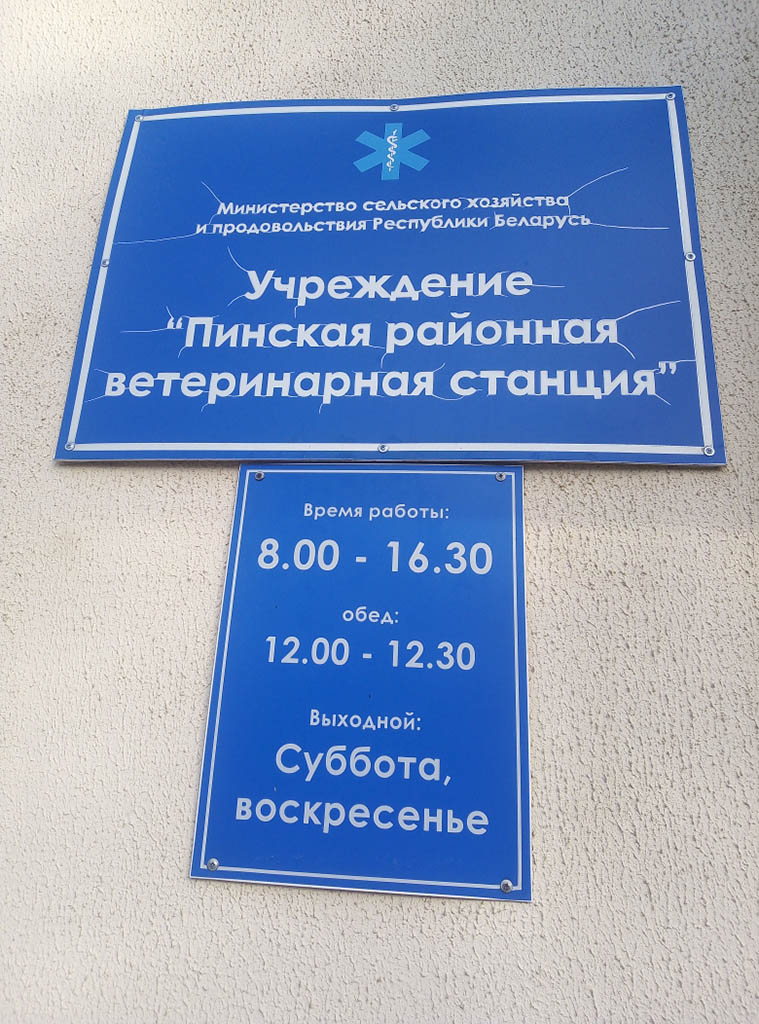 Министерство сельского хозяйства
и продовольствия Республики Беларусь
Учреждение
“Пинская районная
ветеринарная станция”
Время работы:
8.00 - 16.30
обед:
12.00 - 12.30
Выходной:
Суббота,
воскресенье